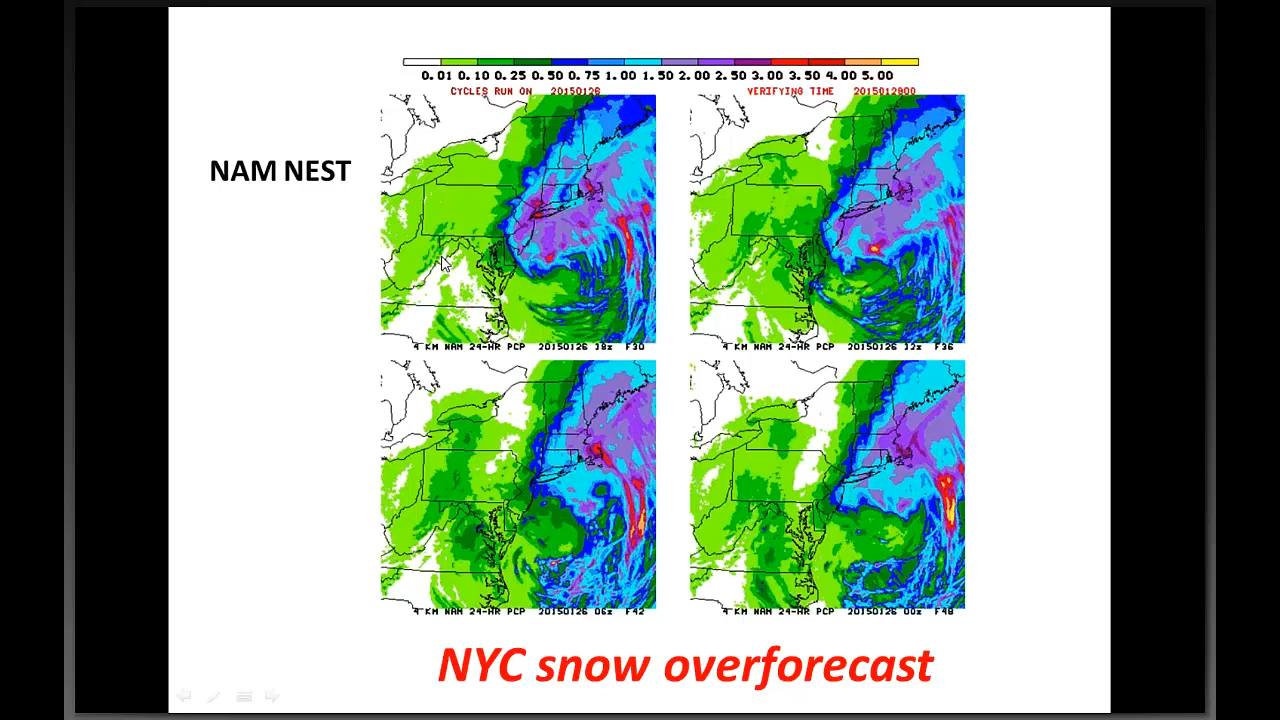 0.01 0.10 0.25 0.50 0.75 1.00 1.50 2.00 2.50 3.00 3.50 4.00 5.00
CYCLES RUN ON 20150126 VERIFYING TIME 2015012800
NAM NEST
4 KM NAM 24-HR PCP 20150126 18z F30 4 KM NAM 24-HR PCP 20150126 12z F36
4 KM NAM 24-HR PCP 20150126 06z F42 4 KM NAM 24-HR PCP 20150126 00z F48
NYC snow overforecast